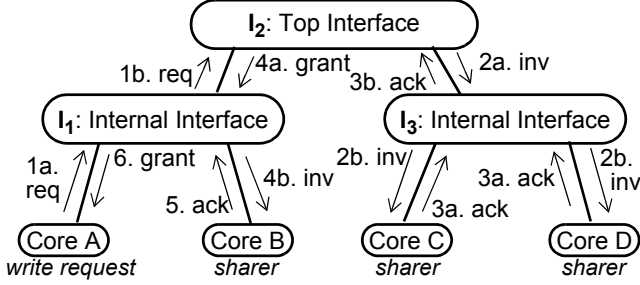 I2: Top Interface
1b. req
4a. grant
3b. ack
2a. inv
I1: Internal Interface
I3: Internal Interface
1a.
req
6. grant
5. ack
4b. inv
2b. inv
3a. ack
3a. ack
2b.
inv
Core A
Core B
Core C
Core D
write request
sharer
sharer
sharer